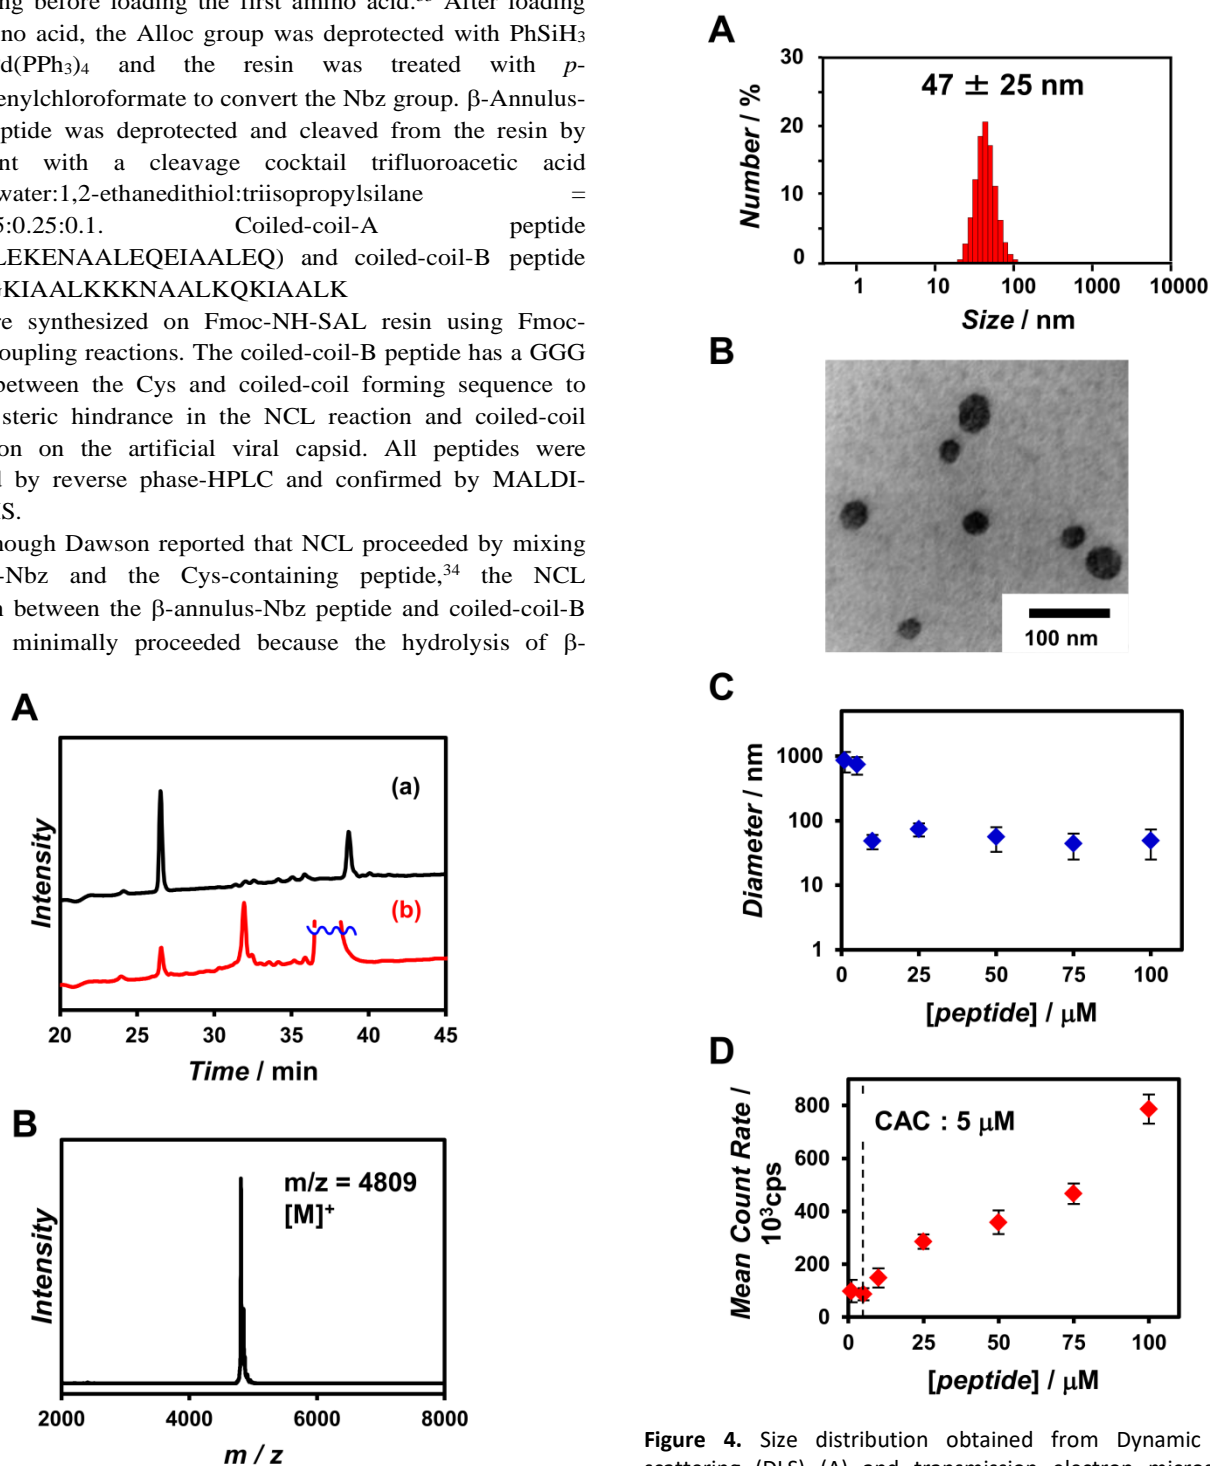 ng before loading the first amino acid.
After loading
no acid, the Alloc group was deprotected with PhSiH3
d(PPh3)4 and the resin was treated with p-
enylchloroformate to convert the Nbz group. β-Annulus-
ptide was deprotected and cleaved from the resin by
nt with a cleavage cocktail trifluoroacetic acid
water:1,2-ethanedithiol:triisopropylsilane =
5:0.25:0.1. Coiled-coil-A peptide
LEKENAALEQEIAALEQ) and coiled-coil-B peptide
GKIAALKKKNAALKQKIAALK
re synthesized on Fmoc-NH-SAL resin using Fmoc-
oupling reactions. The coiled-coil-B peptide has a GGG
between the Cys and coiled-coil forming sequence to
steric hindrance in the NCL reaction and coiled-coil
on on the artificial viral capsid. All peptides were
d by reverse phase-HPLC and confirmed by MALDI-
MS.
hough Dawson reported that NCL proceeded by mixing
-Nbz and the Cys-containing peptide,34 the NCL
n between the β-annulus-Nbz peptide and coiled-coil-B
minimally proceeded because the hydrolysis of β-
A
(a)
(b)
Intensity
20 25 30 35 40 45
Time / min
B
m/z = 4809
[M]+
Intensity
2000 4000 6000 8000
m / z
A
47 ± 25 nm
Number / %
30
20
10
0
1 10 100 1000 10000
Size / nm
B
100 nm
C
Diameter / nm
1000
100
10
1
0 25 50 75 100
[peptide] / μM
D
CAC : 5 μM
Mean Count Rate /
10³cps
800
600
400
200
0
0 25 50 75 100
[peptide] / μM
Figure 4. Size distribution obtained from Dynamic
scattering (DLS) (A) and transmission electron micros